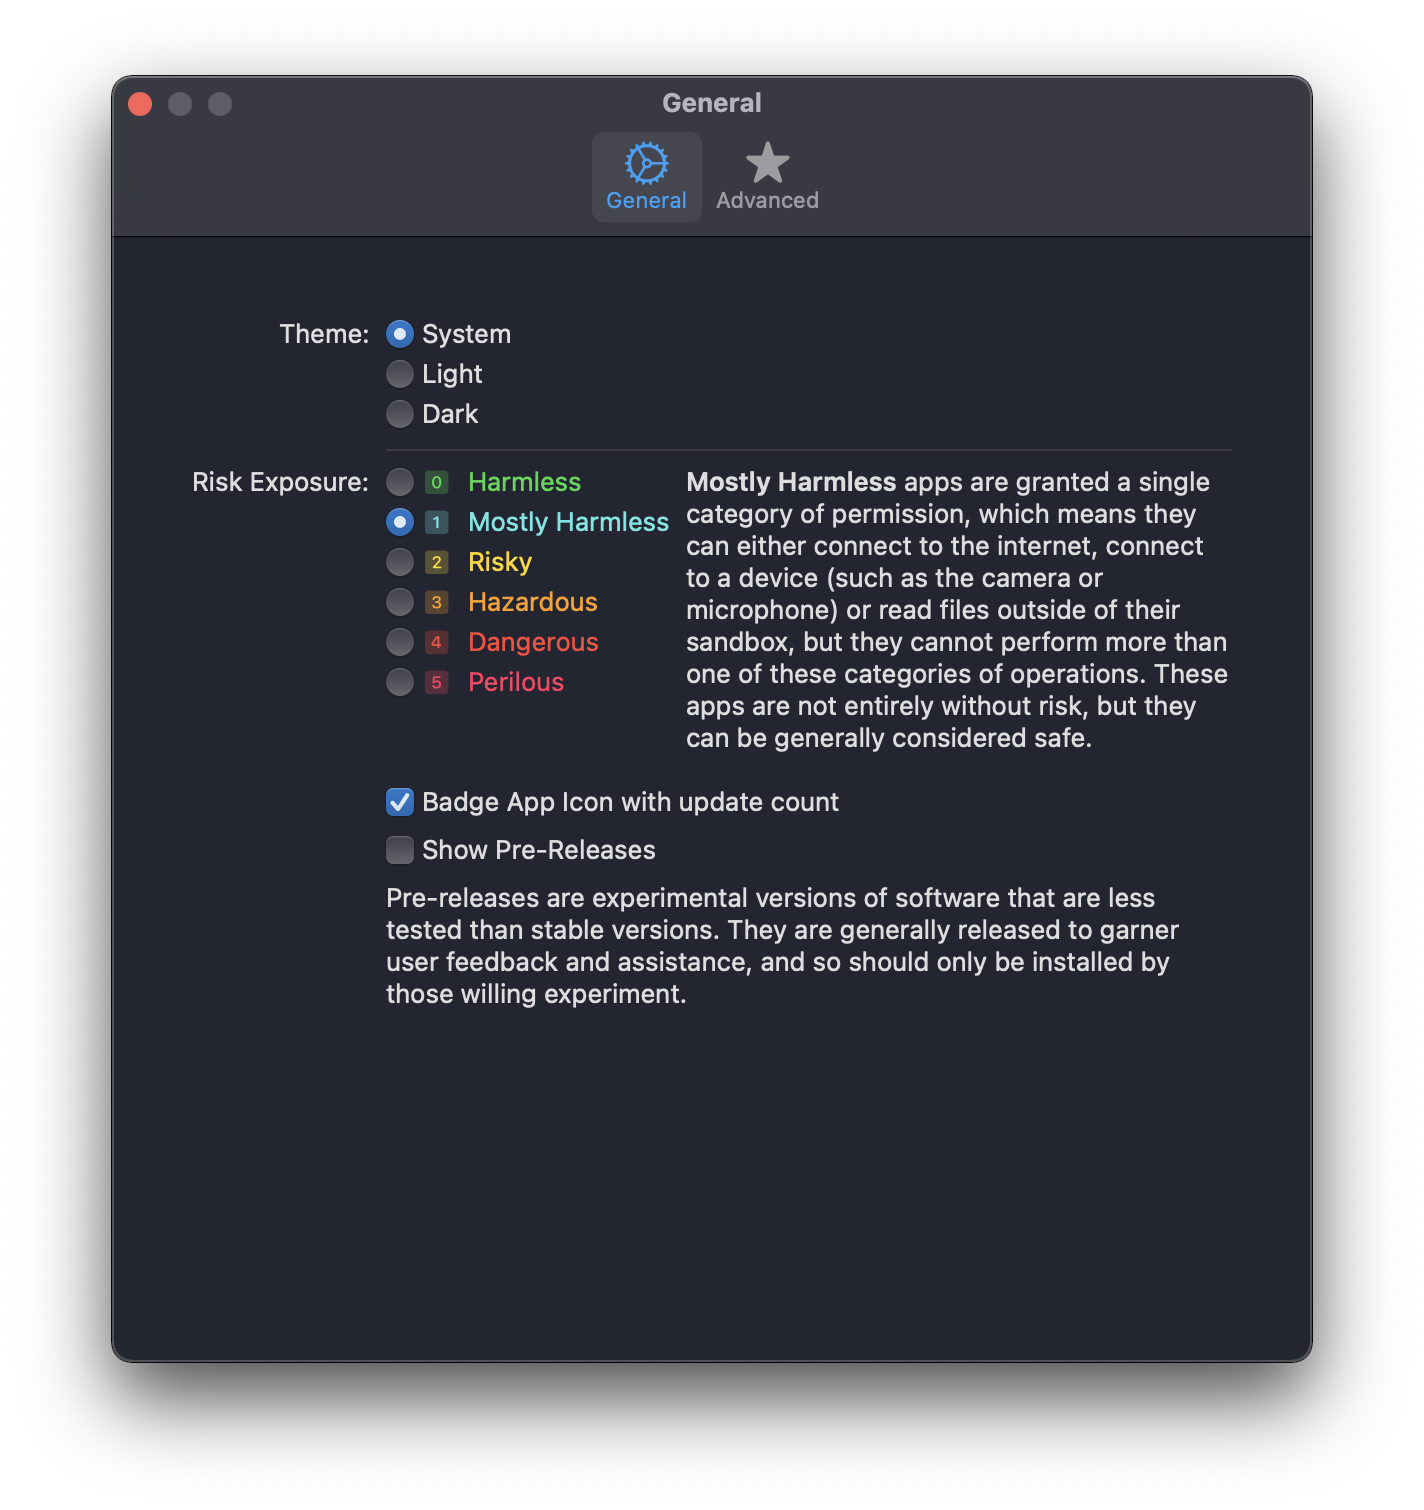 General
General
Advanced
Theme:
System
Light
Dark
Risk Exposure:
0 Harmless
1 Mostly Harmless
2 Risky
3 Hazardous
4 Dangerous
5 Perilous
Mostly Harmless apps are granted a single
category of permission, which means they
can either connect to the internet, connect
to a device (such as the camera or
microphone) or read files outside of their
sandbox, but they cannot perform more than
one of these categories of operations. These
apps are not entirely without risk, but they
can be generally considered safe.
Badge App Icon with update count
Show Pre-Releases
Pre-releases are experimental versions of software that are less
tested than stable versions. They are generally released to garner
user feedback and assistance, and so should only be installed by
those willing experiment.